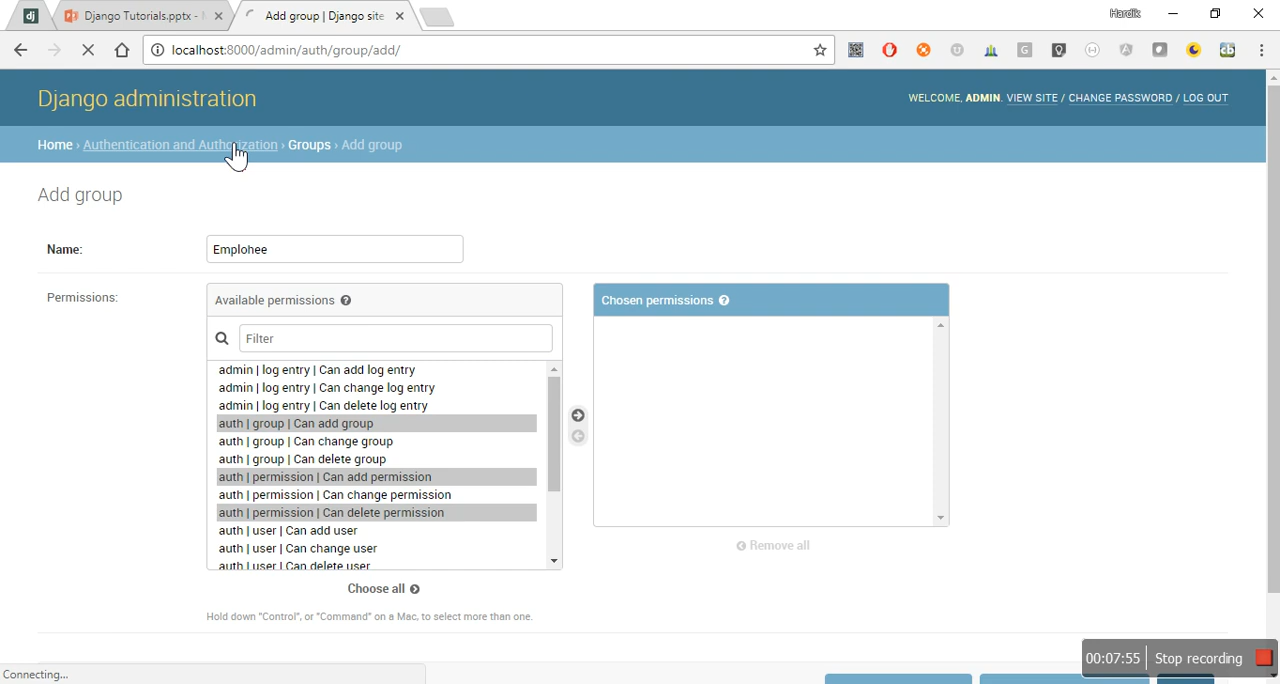 dj Django Tutorials.pptx - Add group | Django site Hardik
localhost:8000/admin/auth/group/add/
Django administration
WELCOME, ADMIN. VIEW SITE / CHANGE PASSWORD / LOG OUT
Home › Authentication and Authorization › Groups › Add group
Add group
Name: Emplohee
Permissions:
Available permissions ?
Chosen permissions ?
Filter
admin | log entry | Can add log entry
admin | log entry | Can change log entry
admin | log entry | Can delete log entry
auth | group | Can add group
auth | group | Can change group
auth | group | Can delete group
auth | permission | Can add permission
auth | permission | Can change permission
auth | permission | Can delete permission
auth | user | Can add user
auth | user | Can change user
auth | user | Can delete user
Remove all
Choose all
Hold down "Control", or "Command" on a Mac, to select more than one.
00:07:55 Stop recording
Connecting...